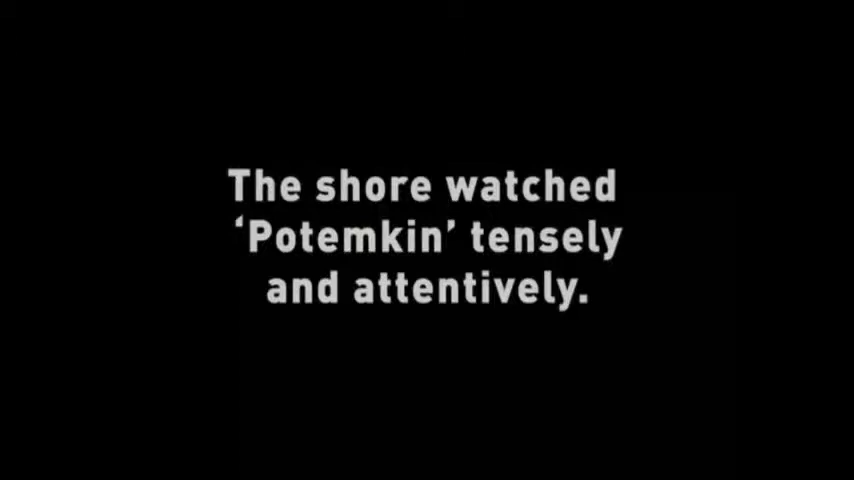 The shore watched
‘Potemkin’ tensely
and attentively.